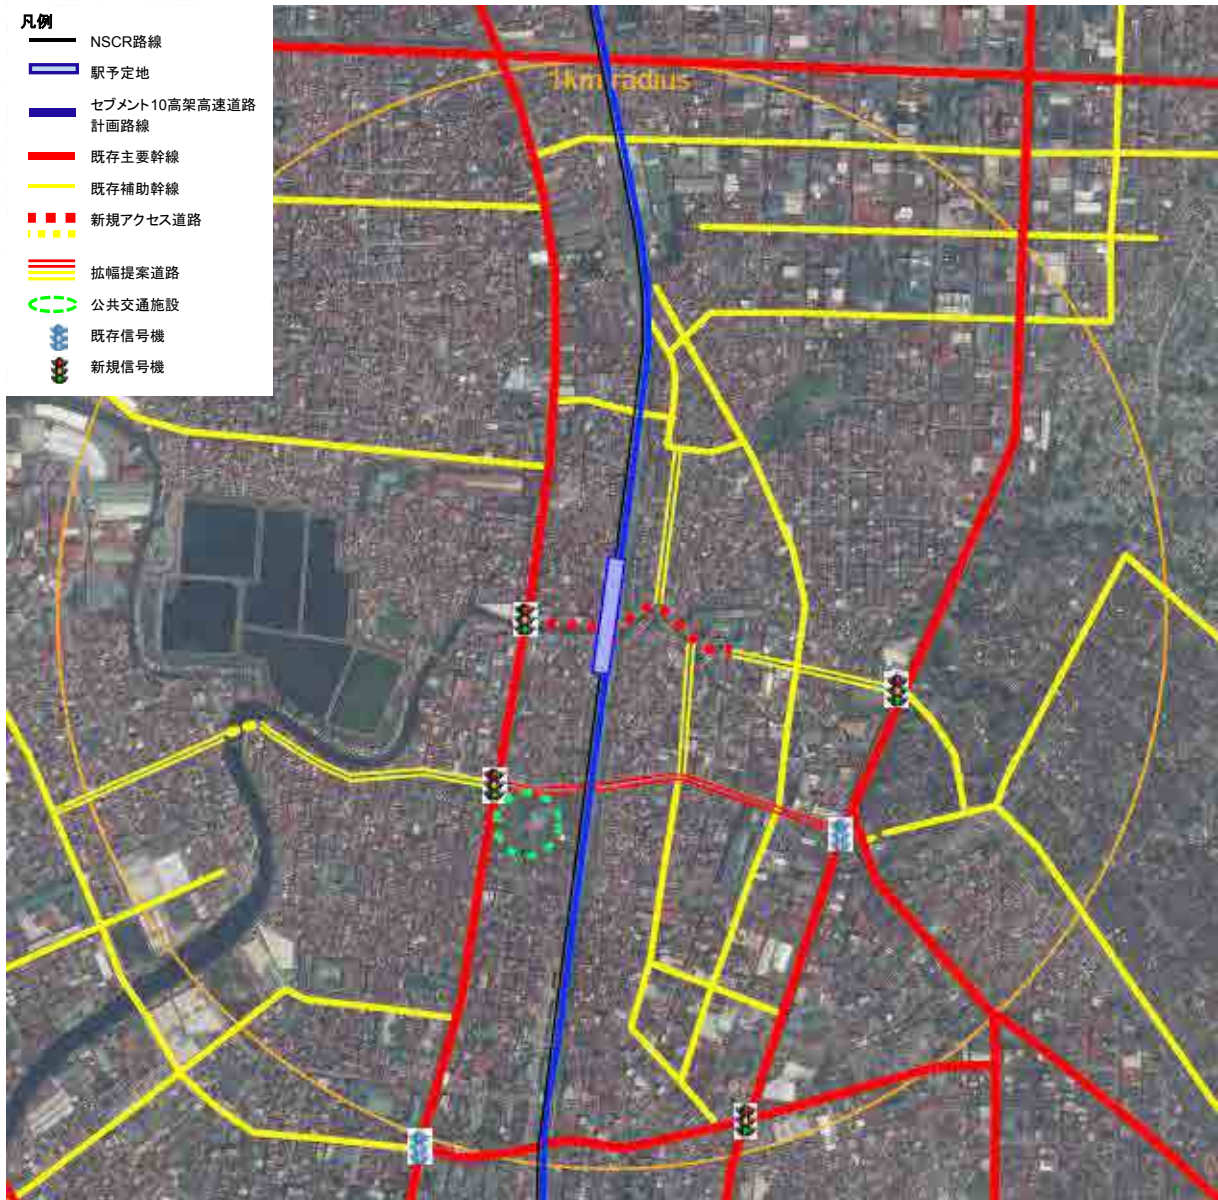 凡例
NSCR路線
駅予定地
セブメント10高架高速道路
計画路線
既存主要幹線
既存補助幹線
新規アクセス道路
拡幅提案道路
公共交通施設
既存信号機
新規信号機
1km radius